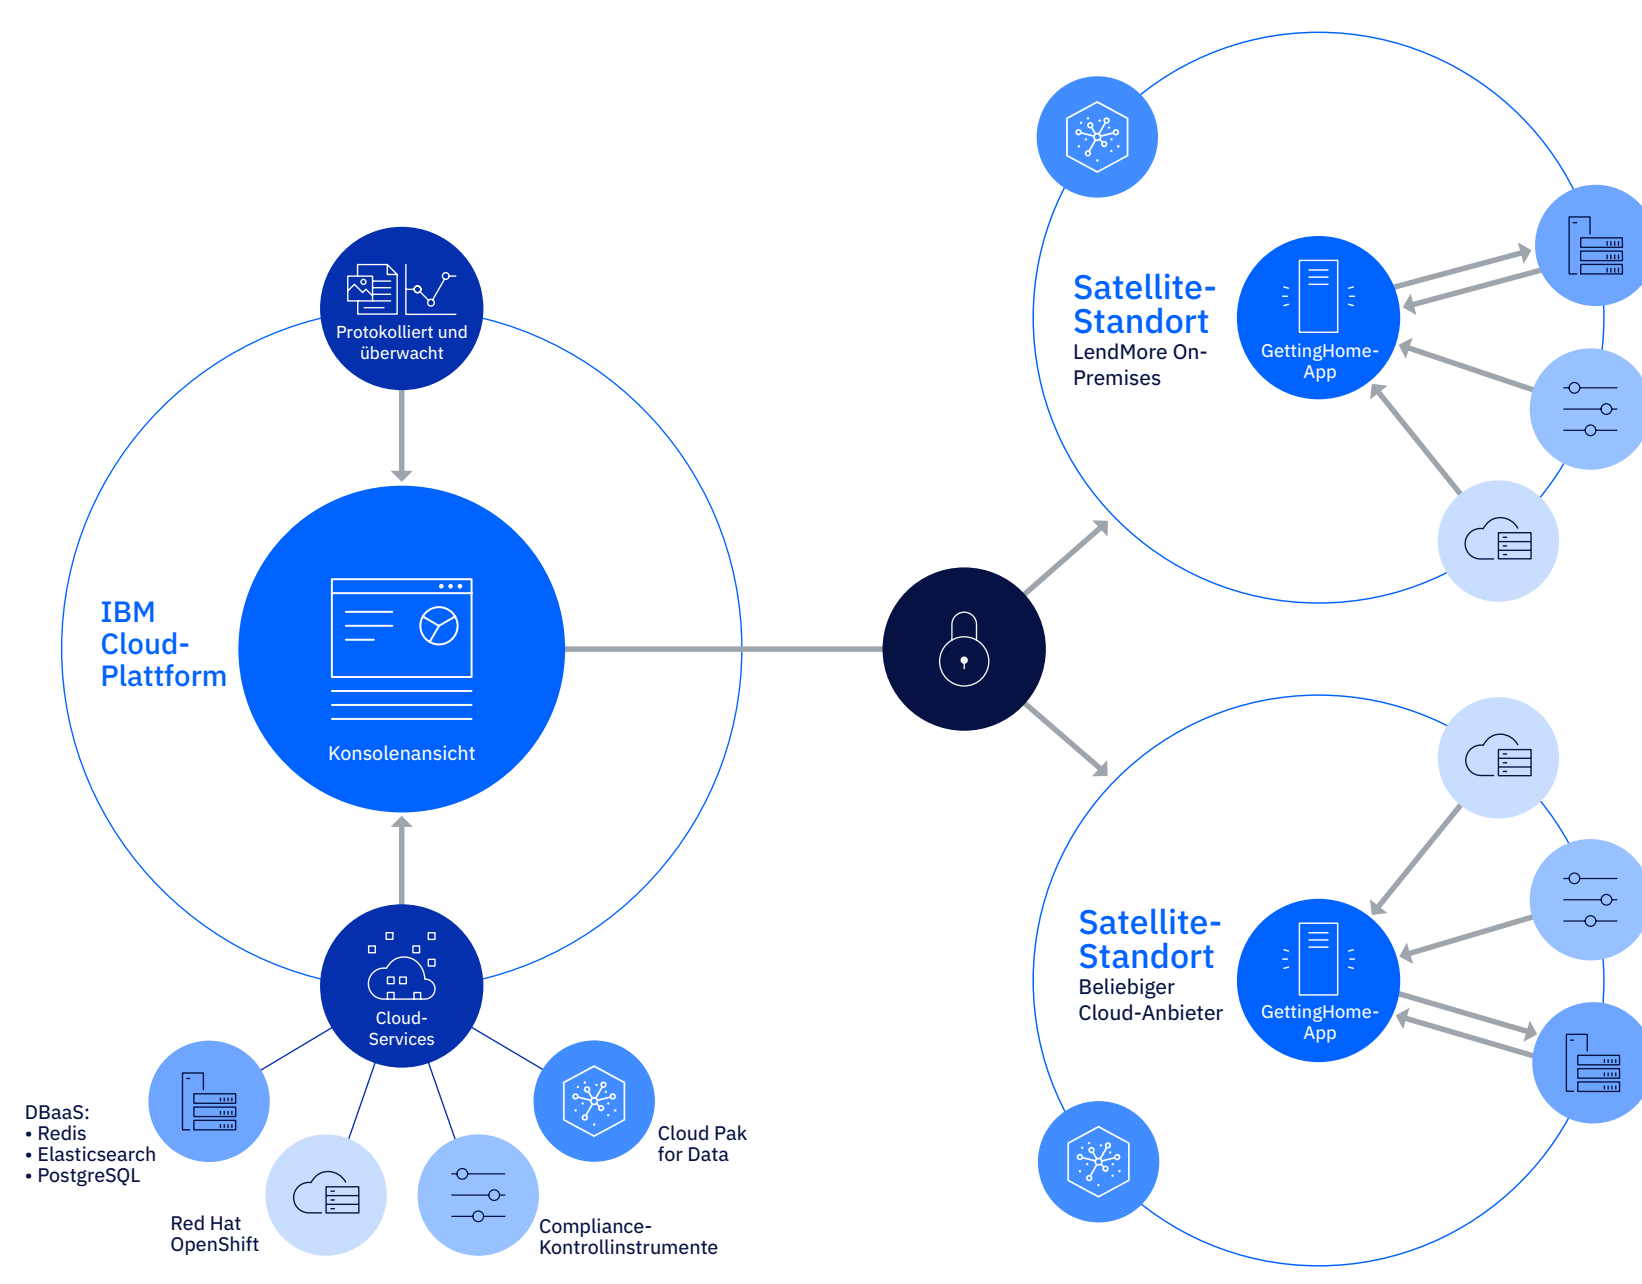 Protokolliert und
überwacht
IBM
Cloud-
Plattform
Konsolenansicht
Cloud-
Services
DBaaS:
• Redis
• Elasticsearch
• PostgreSQL
Red Hat
OpenShift
Compliance-
Kontrollinstrumente
Cloud Pak
for Data
Satellite-
Standort
LendMore On-
Premises
GettingHome-
App
Satellite-
Standort
Beliebiger
Cloud-Anbieter
GettingHome-
App